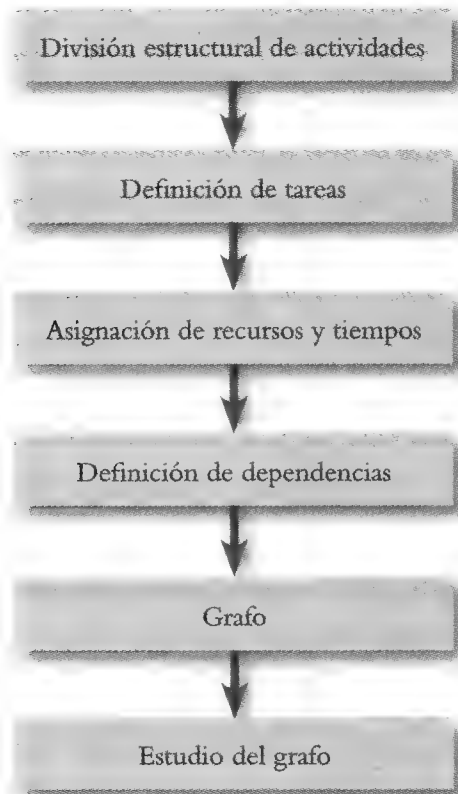 División estructural de actividades
Definición de tareas
Asignación de recursos y tiempos
Definición de dependencias
Grafo
Estudio del grafo